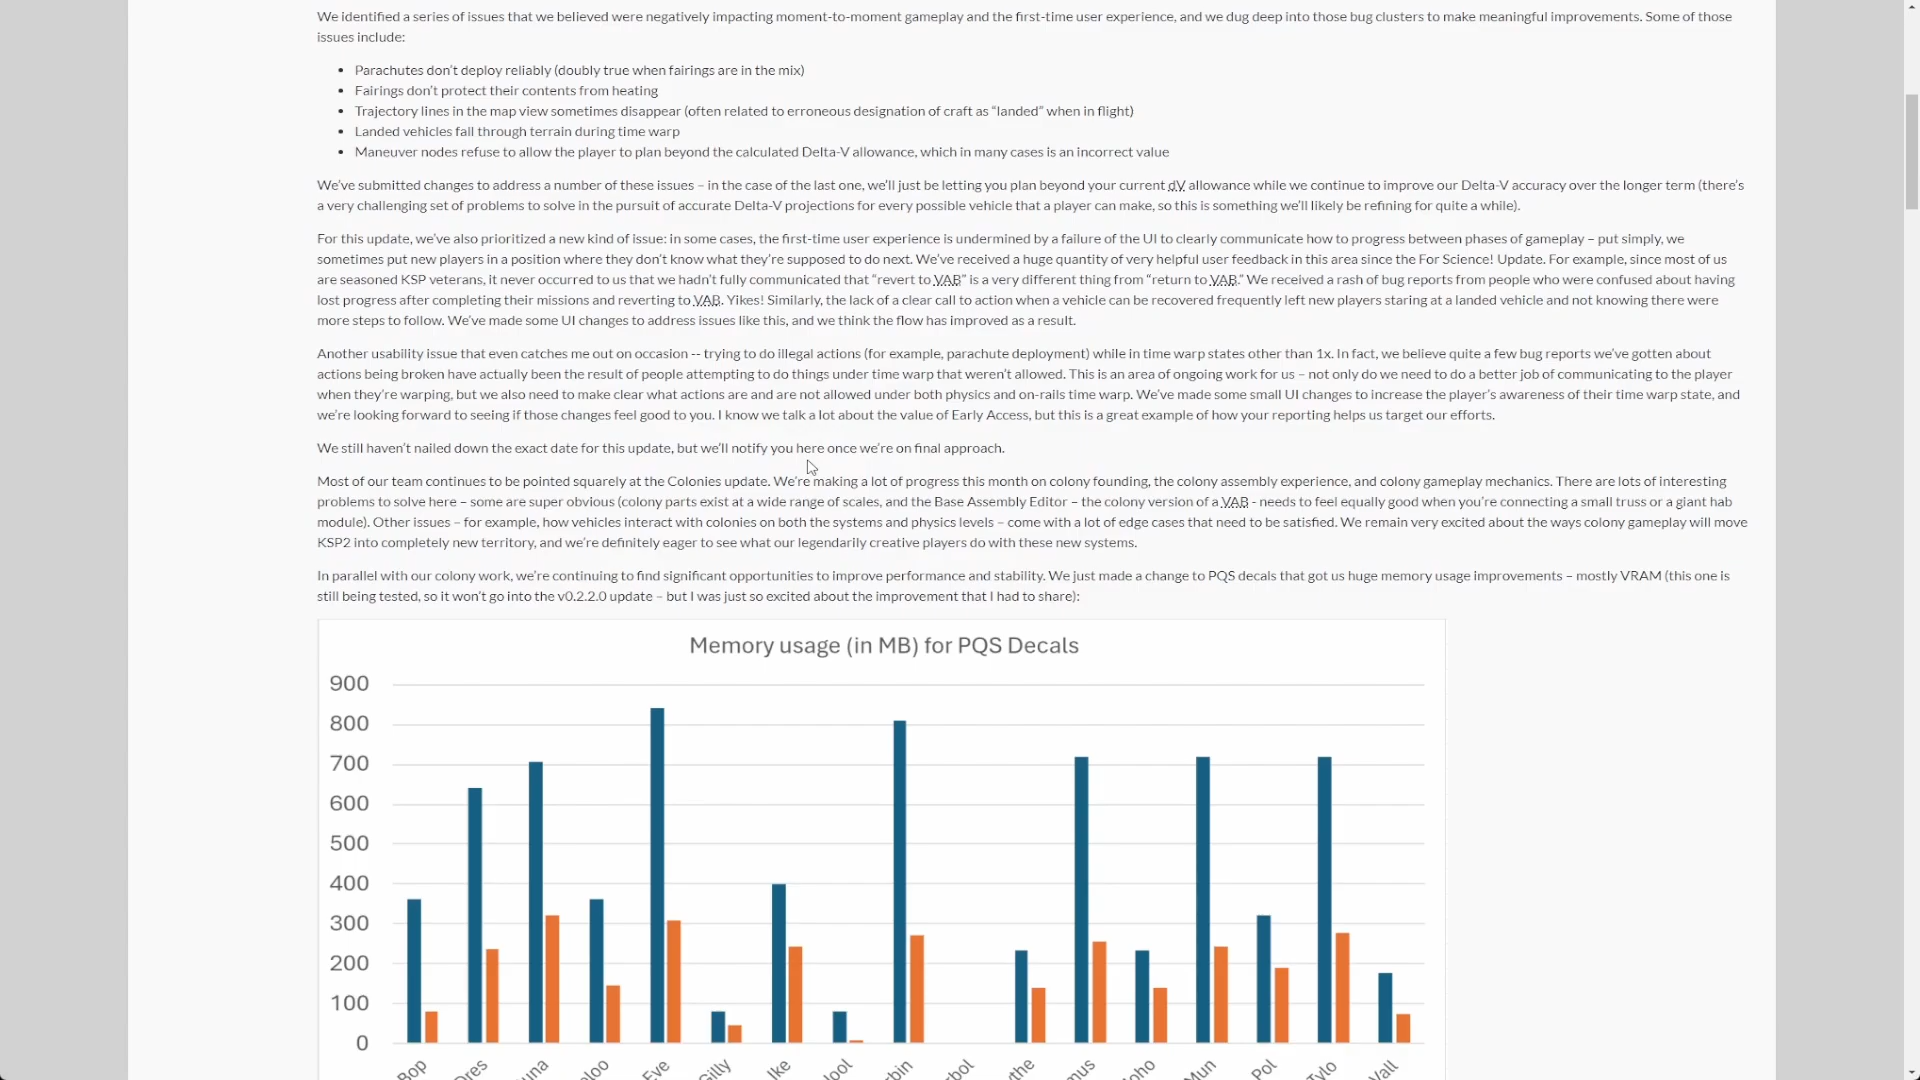 We identified a series of issues that we believed were negatively impacting moment-to-moment gameplay and the first-time user experience, and we dug deep into those bug clusters to make meaningful improvements. Some of those
issues include:
• Parachutes don’t deploy reliably (doubly true when fairings are in the mix)
• Fairings don’t protect their contents from heating
• Trajectory lines in the map view sometimes disappear (often related to erroneous designation of craft as “landed” when in flight)
• Landed vehicles fall through terrain during time warp
• Maneuver nodes refuse to allow the player to plan beyond the calculated Delta-V allowance, which in many cases is an incorrect value
We’ve submitted changes to address a number of these issues – in the case of the last one, we’ll just be letting you plan beyond your current dV allowance while we continue to improve our Delta-V accuracy over the longer term (there’s
a very challenging set of problems to solve in the pursuit of accurate Delta-V projections for every possible vehicle that a player can make, so this is something we’ll likely be refining for quite a while).
For this update, we’ve also prioritized a new kind of issue: in some cases, the first-time user experience is undermined by a failure of the UI to clearly communicate how to progress between phases of gameplay – put simply, we
sometimes put new players in a position where they don’t know what they’re supposed to do next. We’ve received a huge quantity of very helpful user feedback in this area since the For Science! Update. For example, since most of us
are seasoned KSP veterans, it never occurred to us that we hadn’t fully communicated that “revert to VAB” is a very different thing from “return to VAB.” We received a rash of bug reports from people who were confused about having
lost progress after completing their missions and reverting to VAB. Yikes! Similarly, the lack of a clear call to action when a vehicle can be recovered frequently left new players staring at a landed vehicle and not knowing there were
more steps to follow. We’ve made some UI changes to address issues like this, and we think the flow has improved as a result.
Another usability issue that even catches me out on occasion -- trying to do illegal actions (for example, parachute deployment) while in time warp states other than 1x. In fact, we believe quite a few bug reports we’ve gotten about
actions being broken have actually been the result of people attempting to do things under time warp that weren’t allowed. This is an area of ongoing work for us – not only do we need to do a better job of communicating to the player
when they’re warping, but we also need to make clear what actions are and are not allowed under both physics and on-rails time warp. We’ve made some small UI changes to increase the player’s awareness of their time warp state, and
we’re looking forward to seeing if those changes feel good to you. I know we talk a lot about the value of Early Access, but this is a great example of how your reporting helps us target our efforts.
We still haven’t nailed down the exact date for this update, but we’ll notify you here once we’re on final approach.
Most of our team continues to be pointed squarely at the Colonies update. We’re making a lot of progress this month on colony founding, the colony assembly experience, and colony gameplay mechanics. There are lots of interesting
problems to solve here – some are super obvious (colony parts exist at a wide range of scales, and the Base Assembly Editor – the colony version of a VAB - needs to feel equally good when you’re connecting a small truss or a giant hab
module). Other issues – for example, how vehicles interact with colonies on both the systems and physics levels – come with a lot of edge cases that need to be satisfied. We remain very excited about the ways colony gameplay will move
KSP2 into completely new territory, and we’re definitely eager to see what our legendarily creative players do with these new systems.
In parallel with our colony work, we’re continuing to find significant opportunities to improve performance and stability. We just made a change to PQS decals that got us huge memory usage improvements – mostly VRAM (this one is
still being tested, so it won’t go into the v0.2.2.0 update – but I was just so excited about the improvement that I had to share):
Memory usage (in MB) for PQS Decals
900
800
700
600
500
400
300
200
100
0
Bop
Eve
Gilly
Ike
Mun
Pol
Tylo
Vall